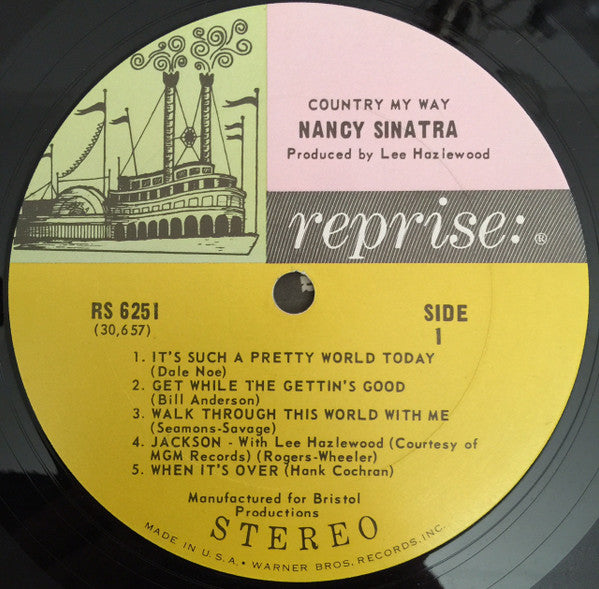 COUNTRY MY WAY
NANCY SINATRA
Produced by Lee Hazlewood
reprise: ®
RS 6251
(30,657)
SIDE
1
1. IT'S SUCH A PRETTY WORLD TODAY
(Dale Noe)
2. GET WHILE THE GETTIN'S GOOD
(Bill Anderson)
3. WALK THROUGH THIS WORLD WITH ME
(Seamons-Savage)
4. JACKSON - With Lee Hazlewood (Courtesy of
MGM Records) (Rogers-Wheeler)
5. WHEN IT'S OVER (Hank Cochran)
Manufactured for Bristol
Productions
STEREO
MADE IN U.S.A. • WARNER BROS. RECORDS, INC.